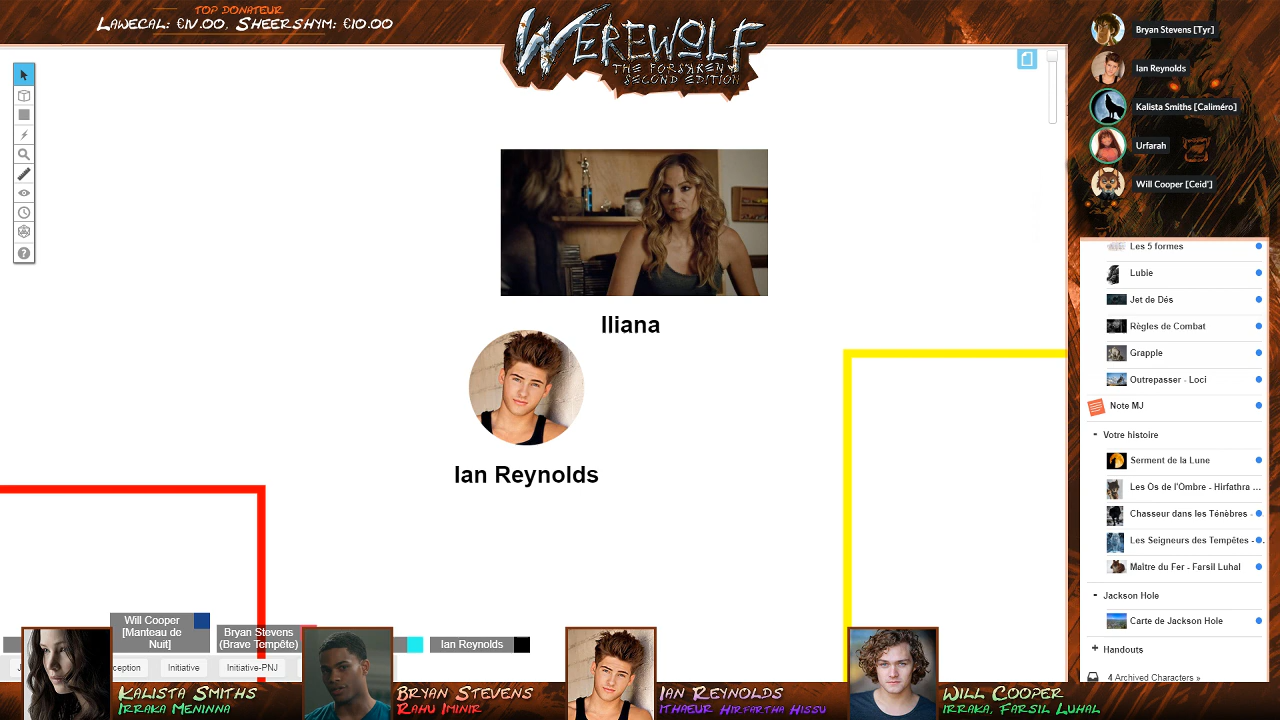 TOP DONATEUR
LAWECAL: €IV.00, SHEERSHYM: €10.00
WEREWOLF
THE FORSAKEN
SECOND EDITION
Bryan Stevens [Tyr]
Ian Reynolds
Kalista Smiths [Caliméro]
Urfarah
Will Cooper [Ceid']
Les 5 formes
Lubie
Jet de Dés
Règles de Combat
Grapple
Outrepasser - Loci
Note MJ
Votre histoire
Serment de la Lune
Les Os de l'Ombre - Hirfathra ...
Chasseur dans les Ténèbres -
Les Seigneurs des Tempêtes -
Maître du Fer - Farsil Luhal
Jackson Hole
Carte de Jackson Hole
Handouts
4 Archived Characters »
Iliana
Ian Reynolds
Will Cooper
[Manteau de
Nuit]
Bryan Stevens
(Brave Tempête)
Ian Reynolds
ception
Initiative
Initiative-PNJ
KALISTA SMITHS
IRRAKA MENINNA
BRYAN STEVENS
RAHU IMINIR
IAN REYNOLDS
ITHAEUR HIRFARTHA HISSU
WILL COOPER
IRRAKA, FARSIL LUHAL